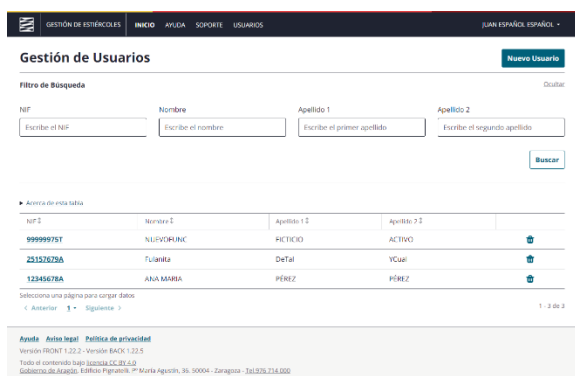 GESTIÓN DE ESTIÉRCOLES INICIO AYUDA SOPORTE USUARIOS JUAN ESPAÑOL ESPAÑOL
Gestión de Usuarios Nuevo Usuario
Filtro de Búsqueda Ocultar
NIF Nombre Apellido 1 Apellido 2
Escribe el NIF Escribe el nombre Escribe el primer apellido Escribe el segundo apellido
Buscar
Acerca de esta tabla
NIF Nombre Apellido 1 Apellido 2
99999975T NUEVOFUNC FICTICIO ACTIVO
25157679A Fulanita DeTal YCual
12345678A ANA MARIA PÉREZ PÉREZ
Selecciona una página para cargar datos
< Anterior 1 Siguiente > 1 - 3 de 3
Ayuda Aviso legal Política de privacidad
Versión FRONT 1.22.2 - Versión BACK 1.22.5
Todo el contenido bajo licencia CC BY 4.0
Gobierno de Aragón, Edificio Pignatelli. Pº María Agustín, 36. 50004 - Zaragoza - Tel.976 714 000